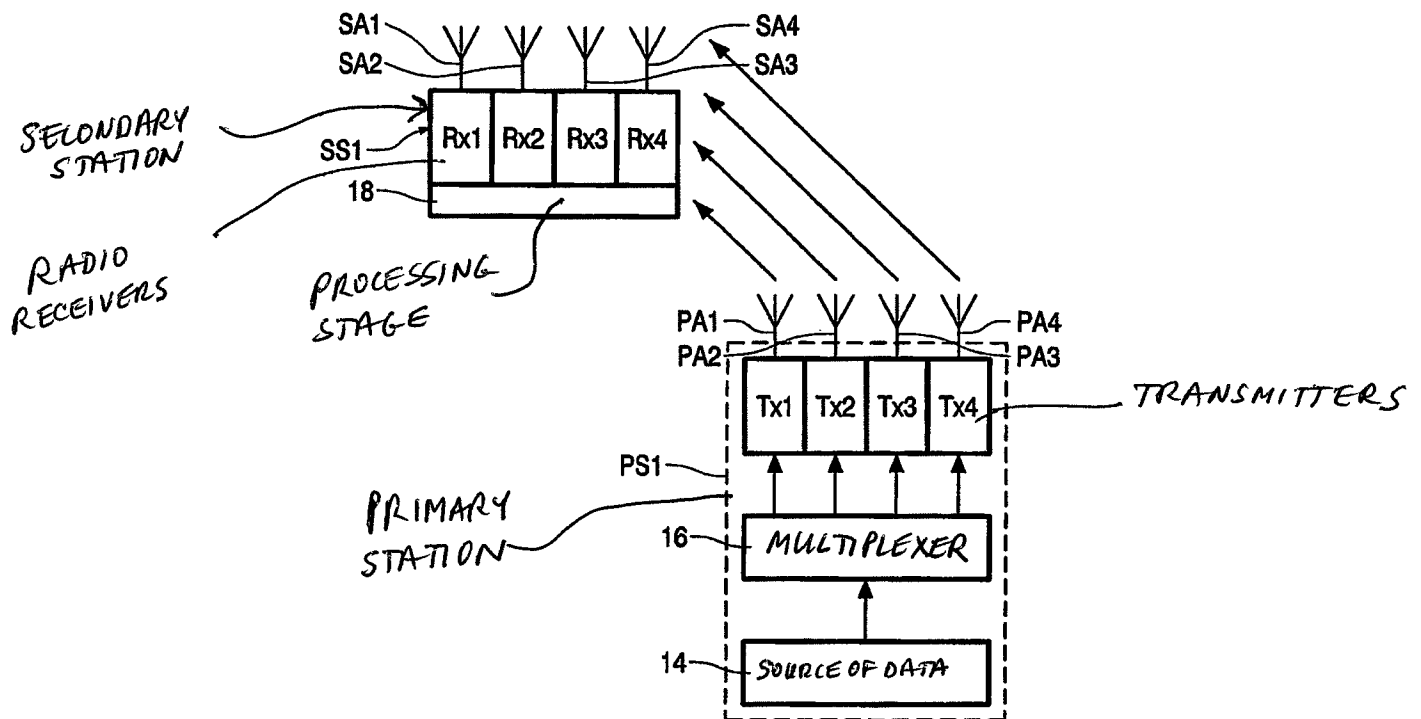 SA1
SA4
SA2
SA3
SECONDARY
STATION
SS1
Rx1 Rx2 Rx3 Rx4
18
RADIO
RECEIVERS
PROCESSING
STAGE
PA1
PA4
PA2
PA3
Tx1 Tx2 Tx3 Tx4
TRANSMITTERS
PS1
PRIMARY
STATION
16
MULTIPLEXER
14
SOURCE OF DATA